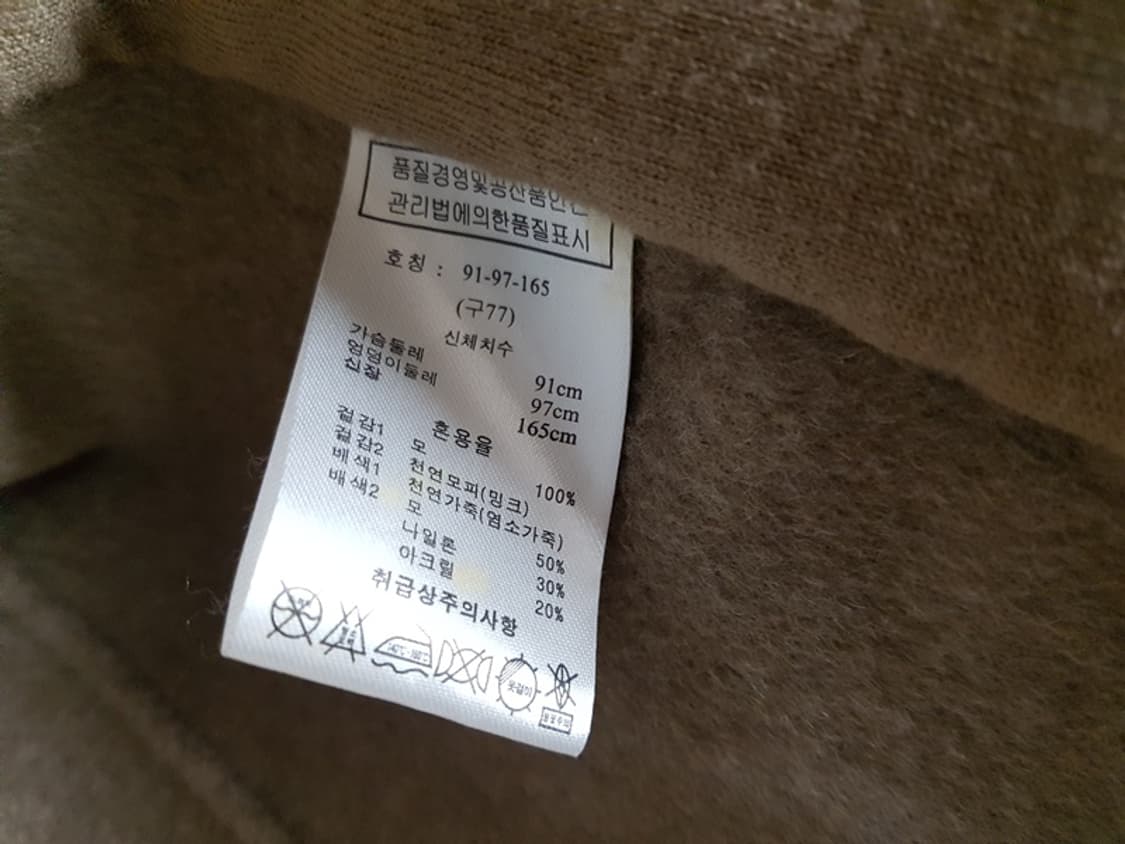 품질경영및공산품안전
관리법에의한품질표시
호칭 : 91-97-165
(구77)
신체치수
가슴둘레 91cm
엉덩이둘레 97cm
신장 165cm
혼용율
겉감1 모 100%
겉감2 천연모피(밍크)
배색1 천연가죽(염소가죽)
배색2 모 50%
나일론 30%
아크릴 20%
취급상주의사항
옷걸이